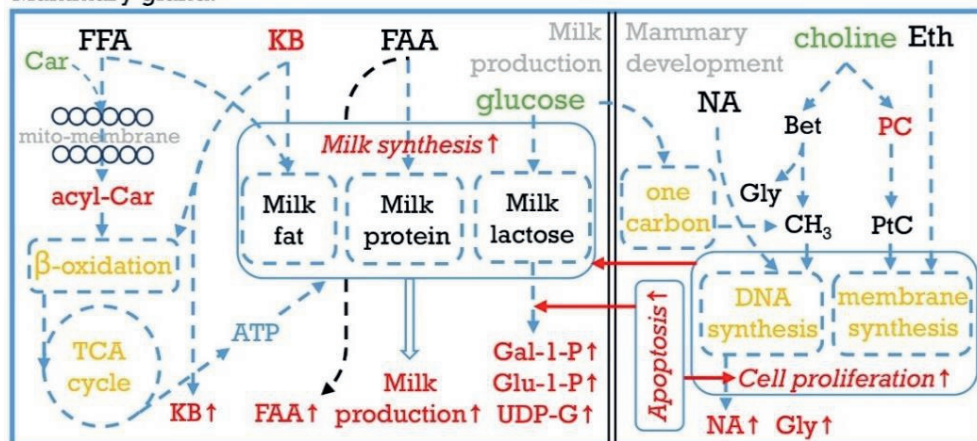 FFA KB FAA Milk Mammary choline Eth
Car production development
glucose NA
mito-membrane Milk synthesis↑ Bet PC
acyl-Car Milk fat Milk protein Milk lactose one carbon Gly
CH₃ PtC
β-oxidation
DNA synthesis membrane synthesis
ATP
TCA cycle Apoptosis↑
Gal-1-P↑
Glu-1-P↑ Cell proliferation↑
KB↑ FAA↑ Milk production↑ UDP-G↑ NA↑ Gly↑